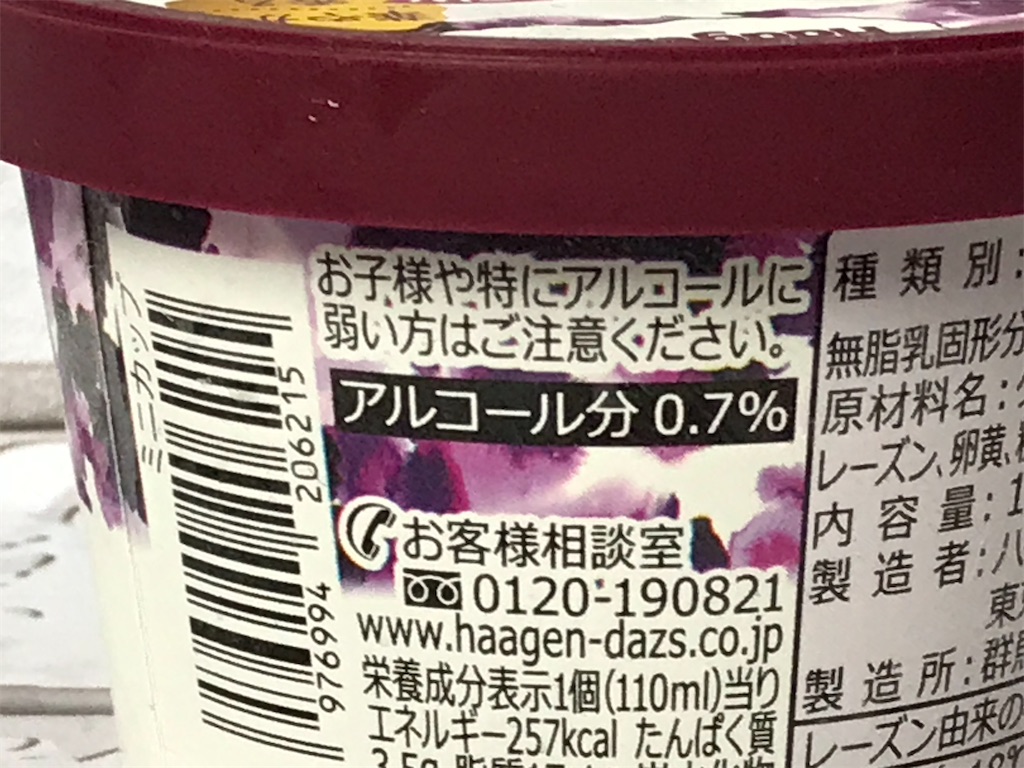 ミニカップ
206215
976994
お子様や特にアルコールに
弱い方はご注意ください。
アルコール分 0.7%
お客様相談室
0120-190821
www.haagen-dazs.co.jp
栄養成分表示1個(110ml)当り
エネルギー257kcal たんぱく質
種類別:
無脂乳固形分
原材料名:
レーズン、卵黄、
内容量:1
製造者:ハ
東
製造所:群馬
レーズン由来の